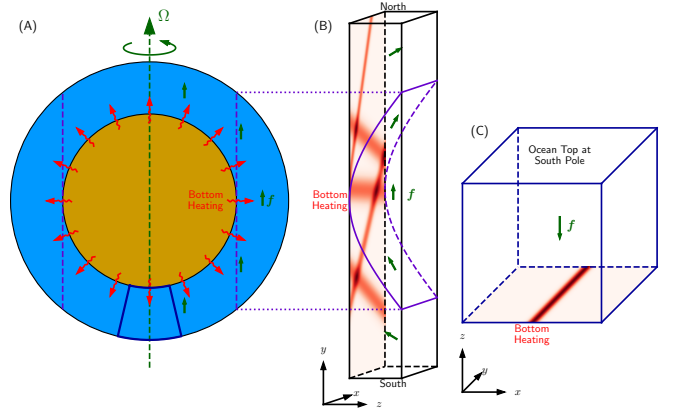 (A)
Ω
Bottom
Heating
f
(B)
North
Bottom
Heating
f
South
y
x
z
(C)
Ocean Top at
South Pole
f
Bottom
Heating
z
y
x